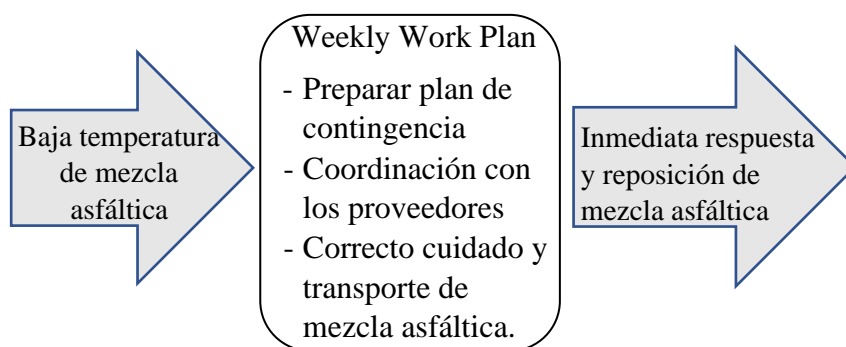 Baja temperatura
de mezcla
asfáltica
Weekly Work Plan
- Preparar plan de
contingencia
- Coordinación con
los proveedores
- Correcto cuidado y
transporte de
mezcla asfáltica.
Inmediata respuesta
y reposición de
mezcla asfáltica